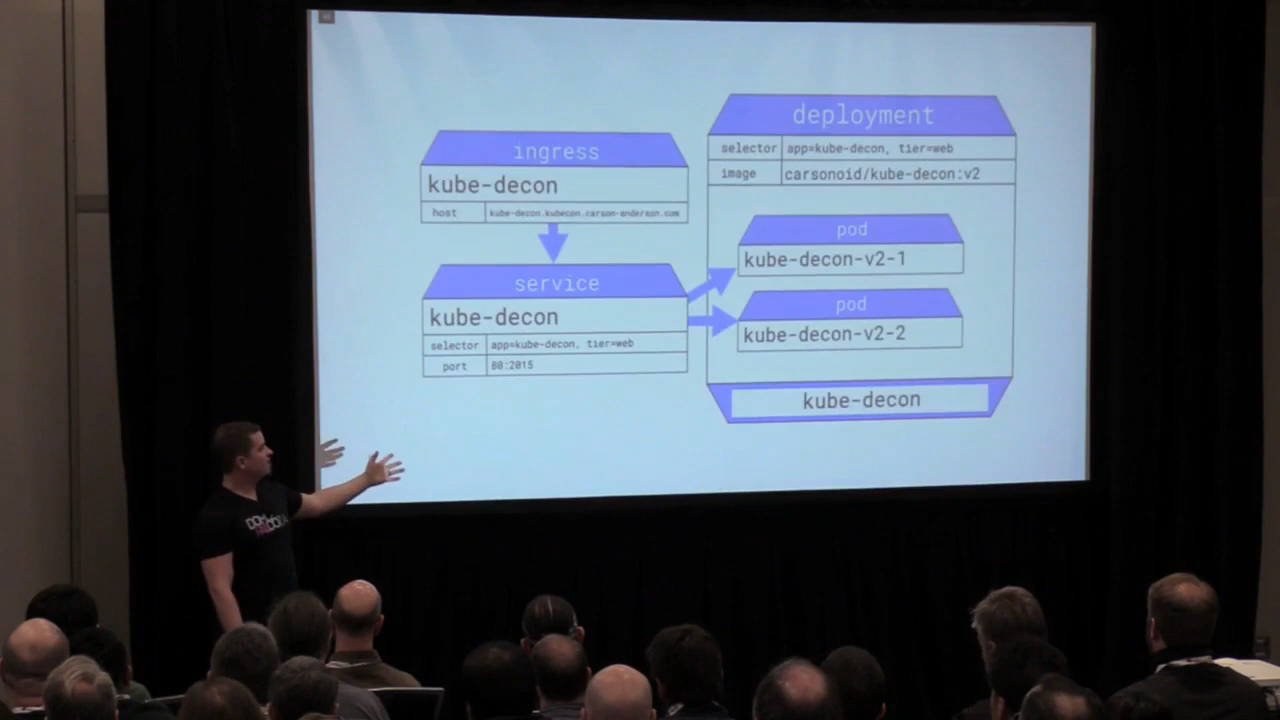 ingress
kube-decon
host kube-decon.kubecon.carson-anderson.com
service
kube-decon
selector app=kube-decon, tier=web
port 80:2015
deployment
selector app=kube-decon, tier=web
image carsonoid/kube-decon:v2
pod
kube-decon-v2-1
pod
kube-decon-v2-2
kube-decon